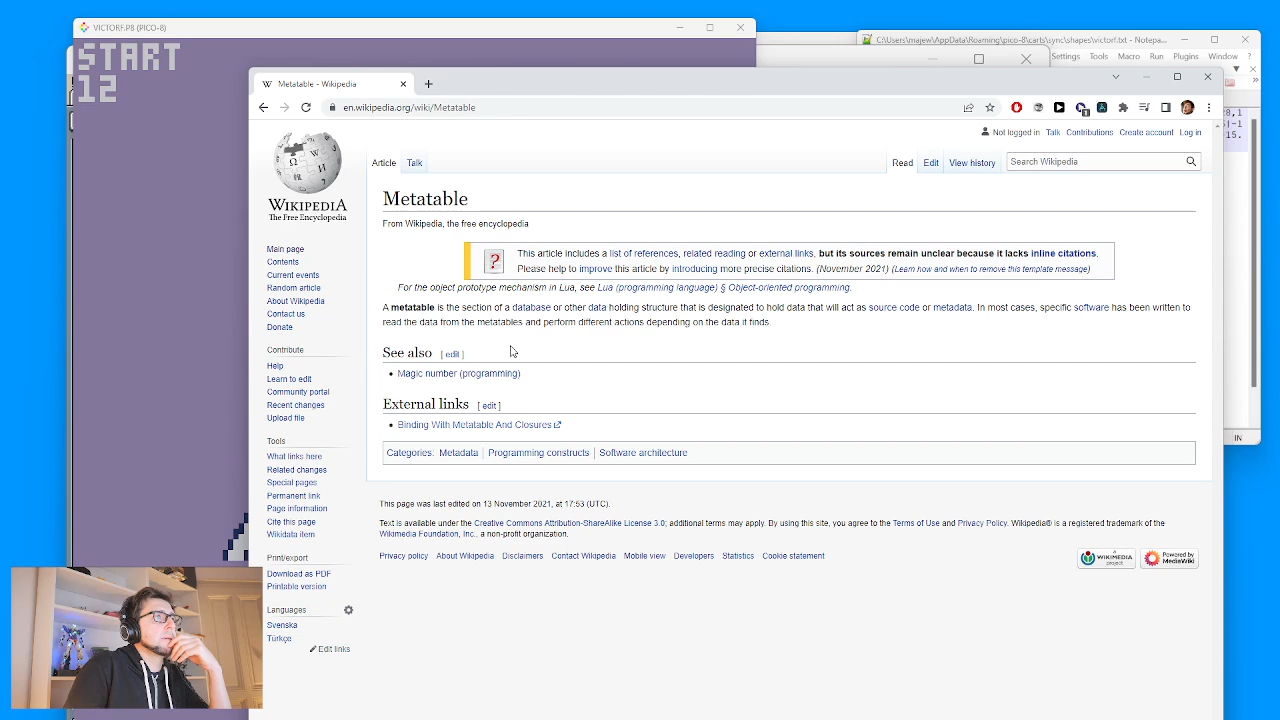 VICTORF.P8 (PICO-8)
START
12
C:\Users\majew\AppData\Roaming\pico-8\carts\sync\shapes\victorf.txt - Notepa...
Settings Tools Macro Run Plugins Window ?
Metatable - Wikipedia
en.wikipedia.org/wiki/Metatable
Not logged in Talk Contributions Create account Log in
Article Talk
Read Edit View history
Search Wikipedia
WIKIPEDIA
The Free Encyclopedia
Main page
Contents
Current events
Random article
About Wikipedia
Contact us
Donate
Contribute
Help
Learn to edit
Community portal
Recent changes
Upload file
Tools
What links here
Related changes
Special pages
Permanent link
Page information
Cite this page
Wikidata item
Print/export
Download as PDF
Printable version
Languages
Svenska
Türkçe
Edit links
Metatable
From Wikipedia, the free encyclopedia
This article includes a list of references, related reading or external links, but its sources remain unclear because it lacks inline citations.
Please help to improve this article by introducing more precise citations. (November 2021) (Learn how and when to remove this template message)
For the object prototype mechanism in Lua, see Lua (programming language) § Object-oriented programming.
A metatable is the section of a database or other data holding structure that is designed to hold data that will act as source code or metadata. In most cases, specific software has been written to
read the data from the metatables and perform different actions depending on the data it finds.
See also [ edit ]
Magic number (programming)
External links [ edit ]
Binding With Metatable And Closures
Categories: Metadata | Programming constructs | Software architecture
This page was last edited on 13 November 2021, at 17:53 (UTC).
Text is available under the Creative Commons Attribution-ShareAlike License 3.0; additional terms may apply. By using this site, you agree to the Terms of Use and Privacy Policy. Wikipedia® is a registered trademark of the
Wikimedia Foundation, Inc., a non-profit organization.
Privacy policy About Wikipedia Disclaimers Contact Wikipedia Mobile view Developers Statistics Cookie statement
A WIKIMEDIA project
Powered by MediaWiki
IN